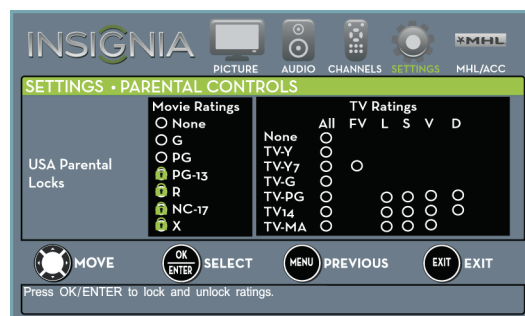 INSIGNIA
PICTURE AUDIO CHANNELS SETTINGS MHL/ACC
MHL
SETTINGS • PARENTAL CONTROLS
USA Parental
Locks
Movie Ratings
None
G
PG
PG-13
R
NC-17
X
TV Ratings
All FV L S V D
None
TV-Y
TV-Y7
TV-G
TV-PG
TV14
TV-MA
MOVE
OK
ENTER
SELECT
MENU
PREVIOUS
EXIT
EXIT
Press OK/ENTER to lock and unlock ratings.